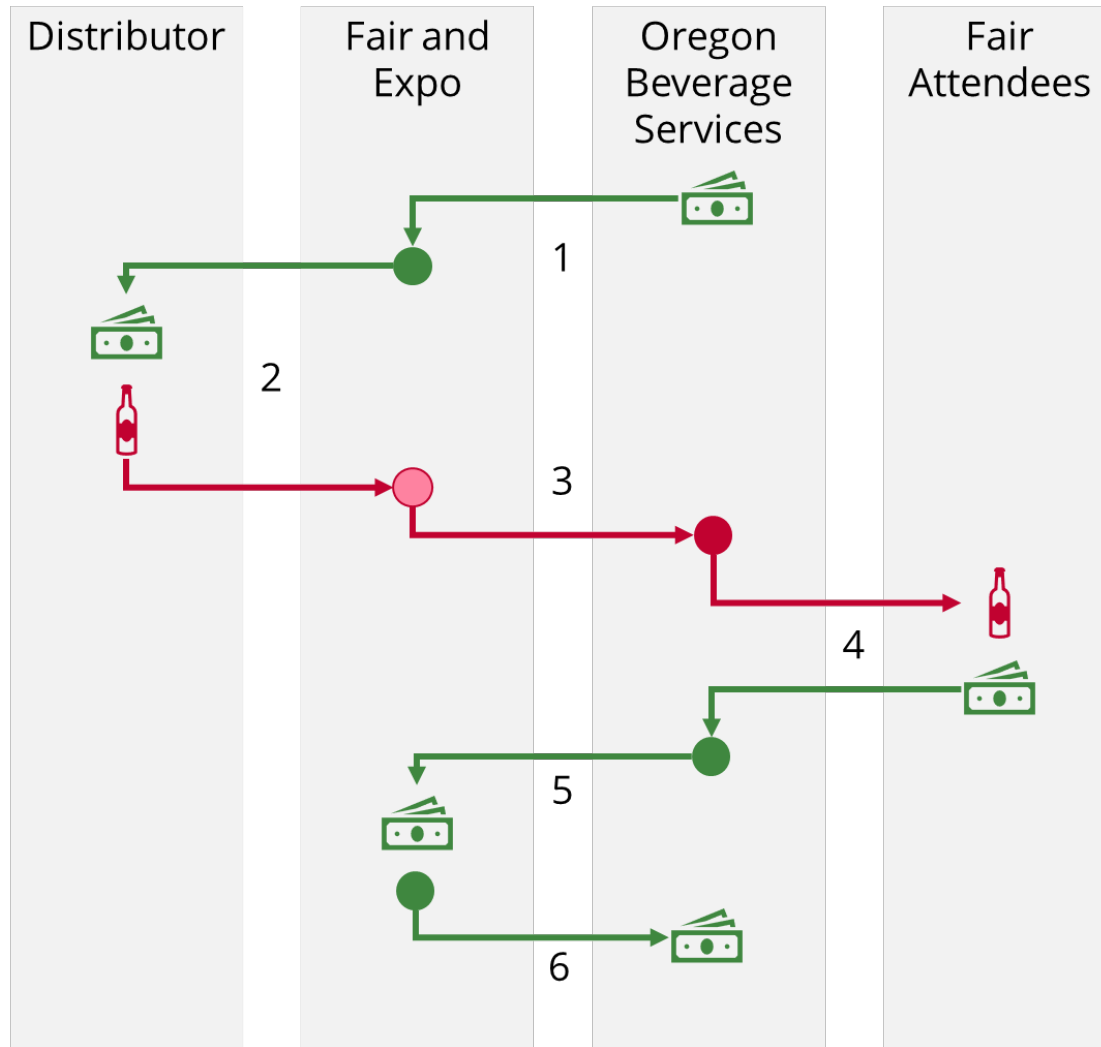 Distributor
Fair and
Expo
Oregon
Beverage
Services
Fair
Attendees
1
2
3
4
5
6